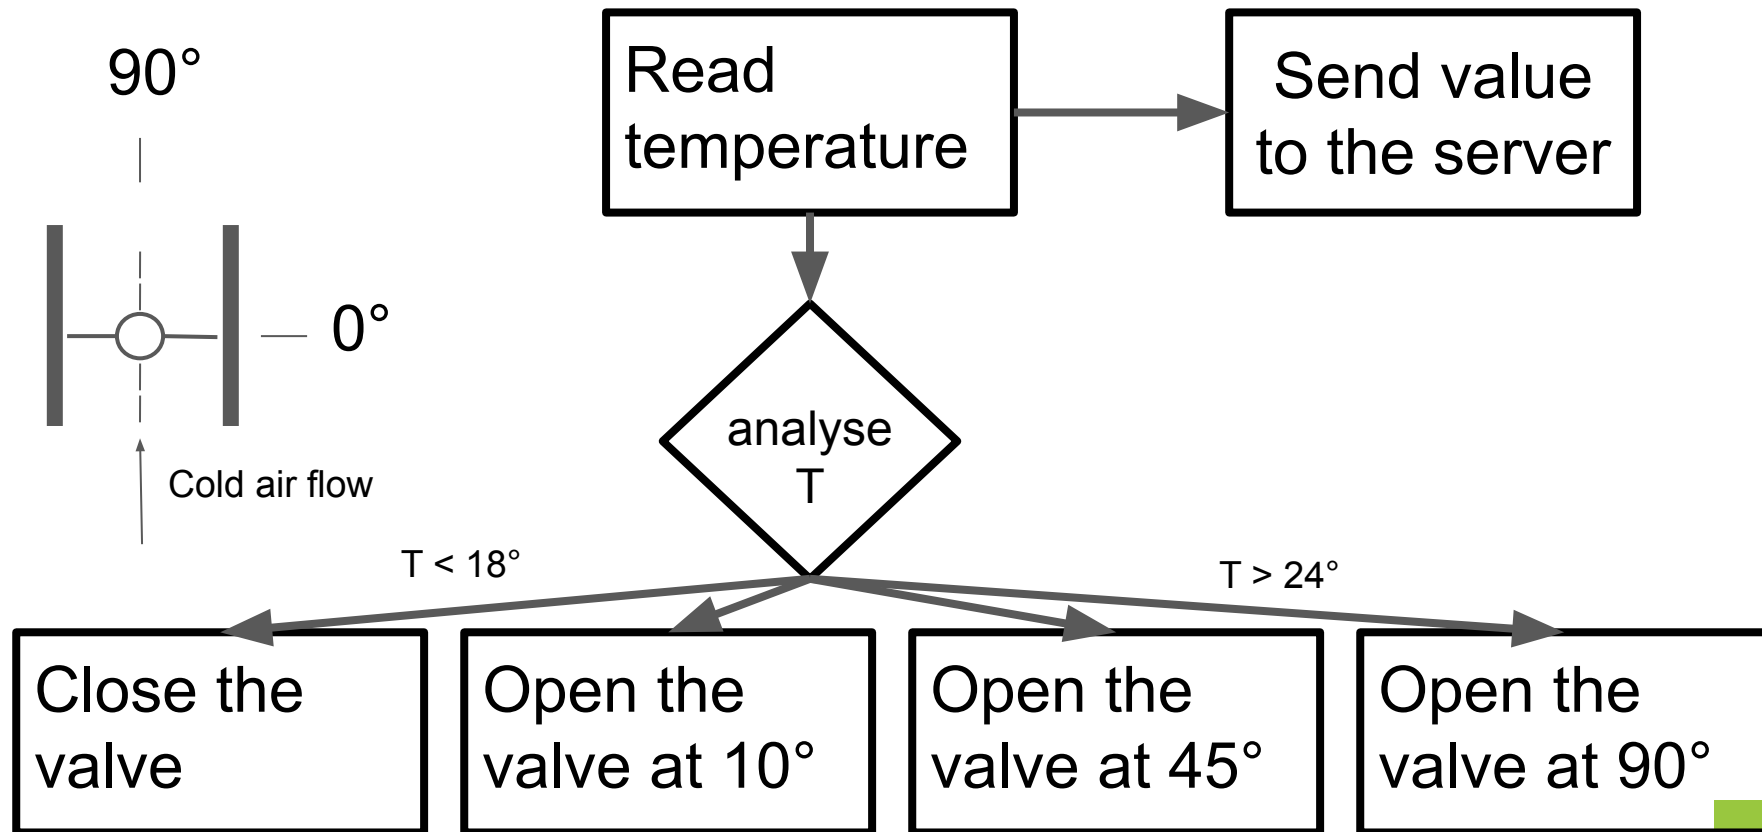 90°
0°
Cold air flow
Read
temperature
Send value
to the server
analyse
T
T < 18°
T > 24°
Close the
valve
Open the
valve at 10°
Open the
valve at 45°
Open the
valve at 90°